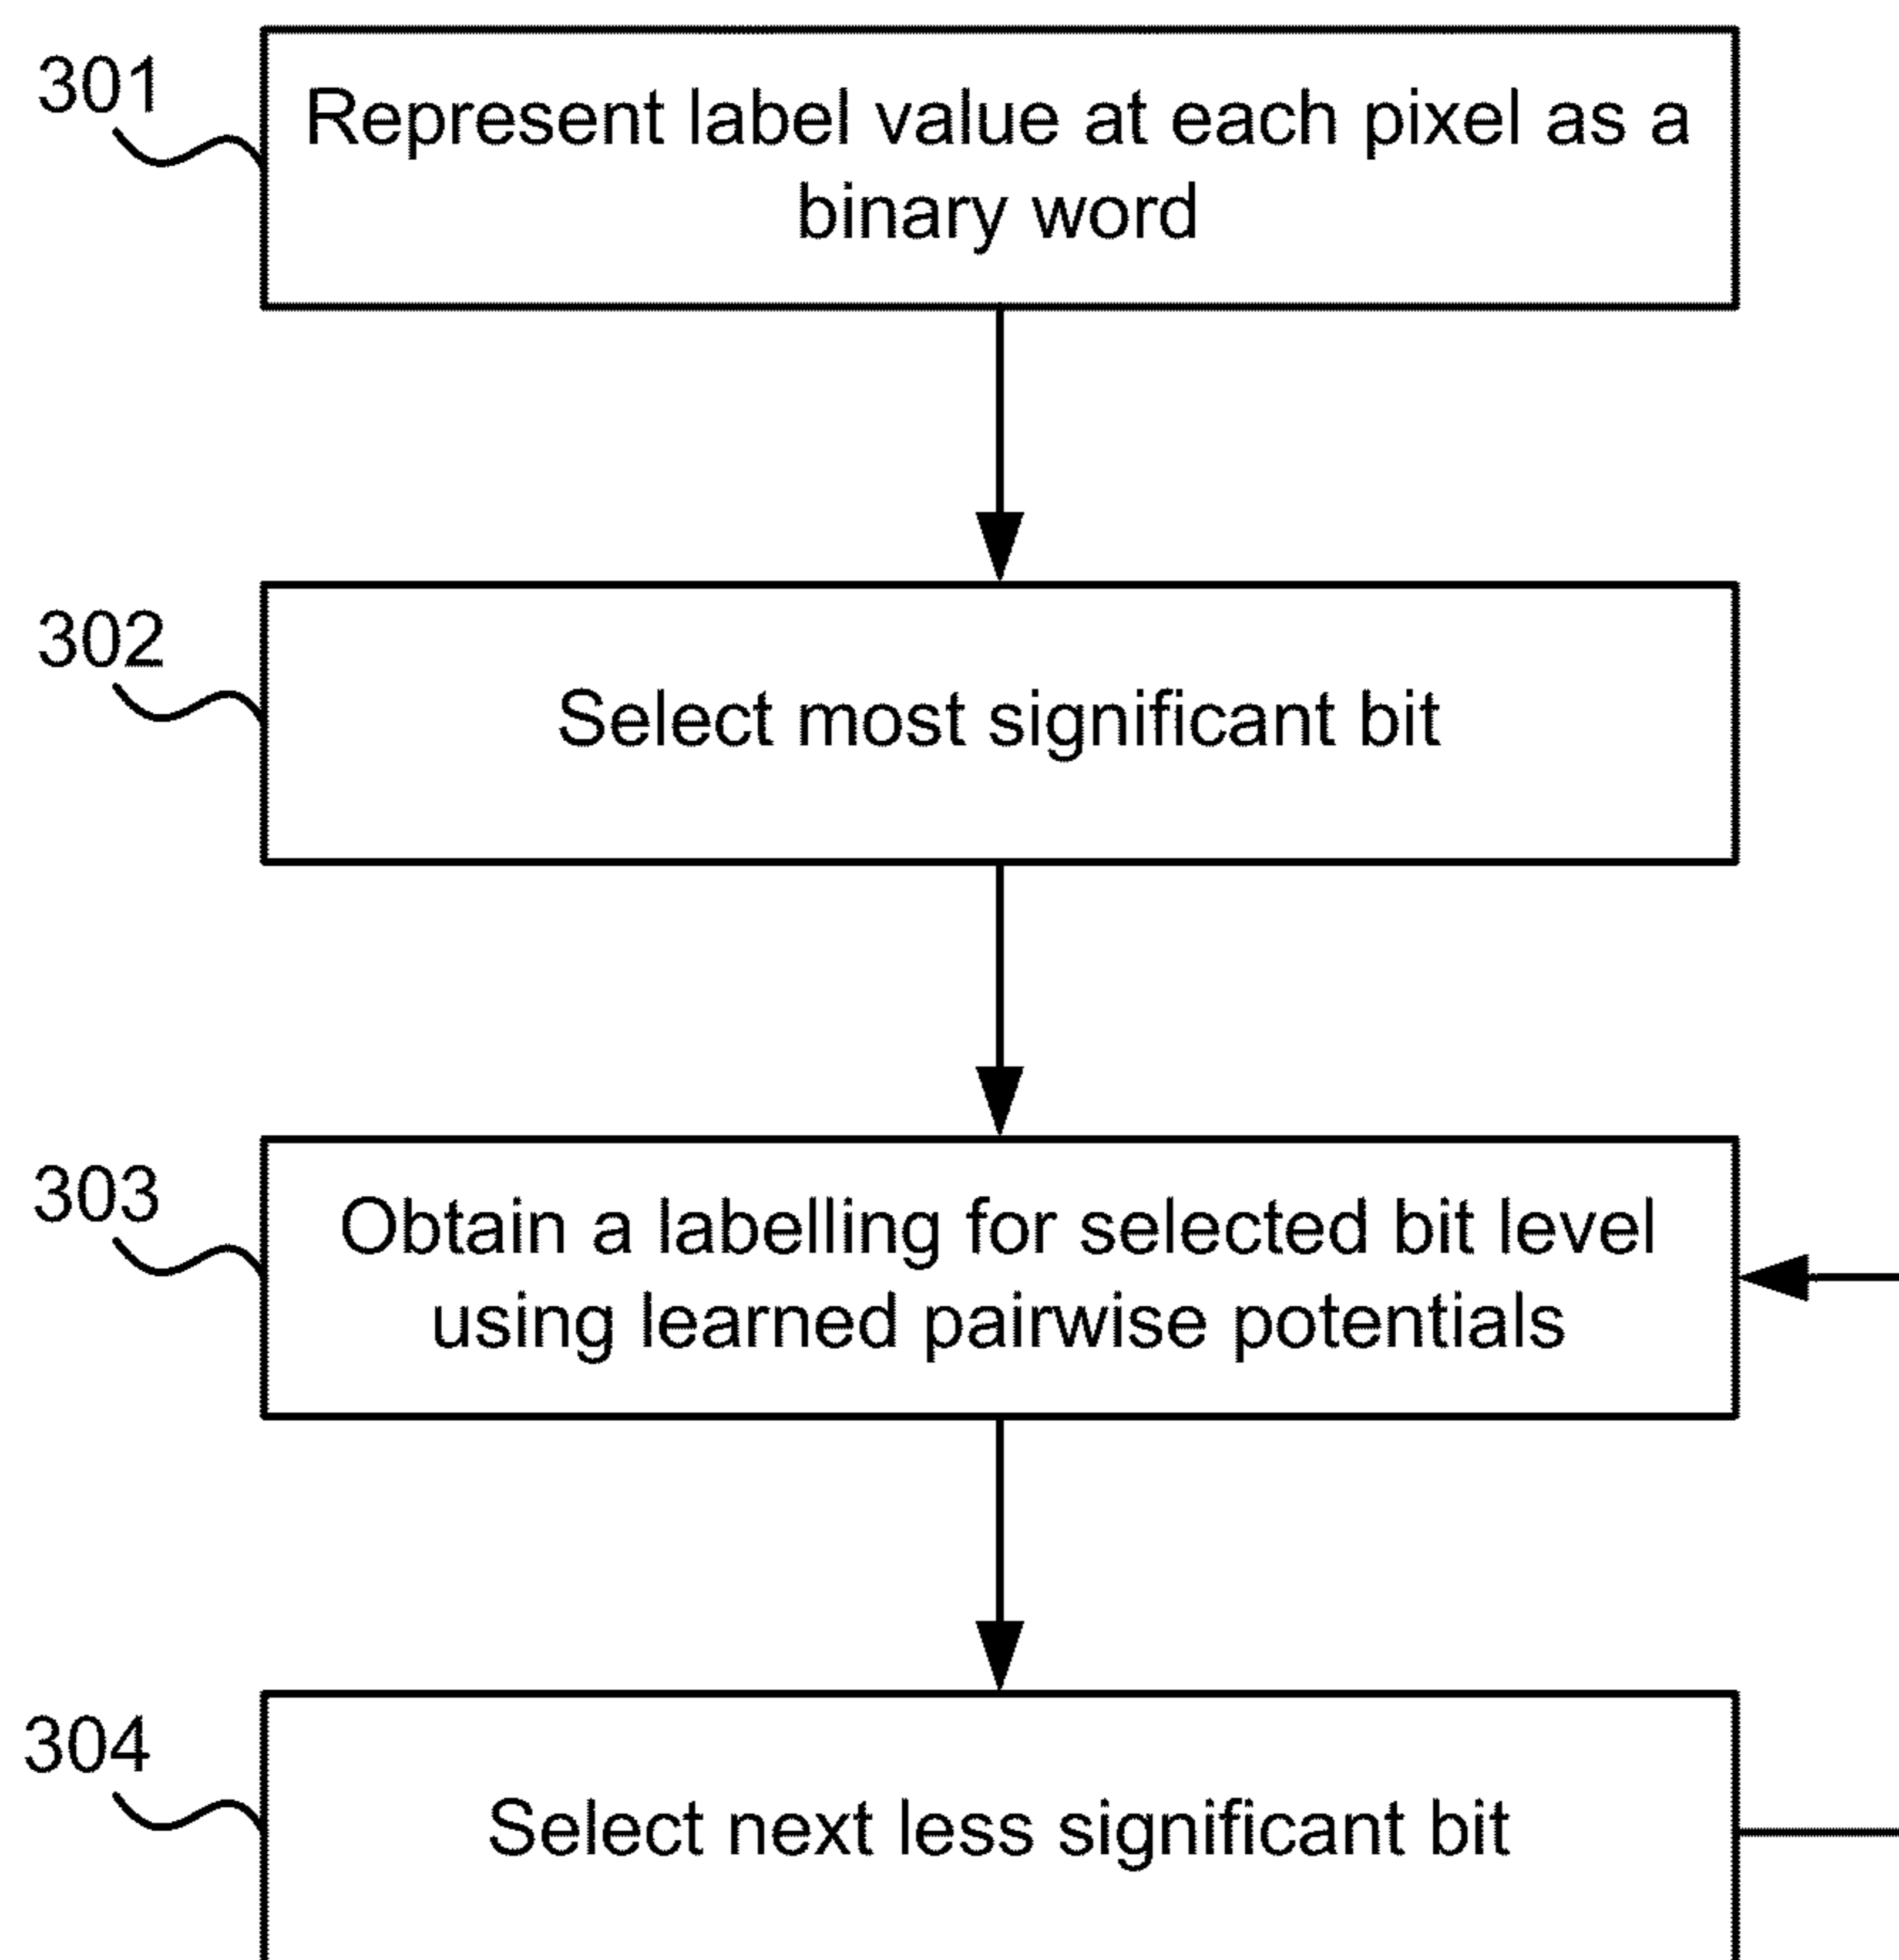 301
Represent label value at each pixel as a
binary word
302
Select most significant bit
303
Obtain a labelling for selected bit level
using learned pairwise potentials
304
Select next less significant bit